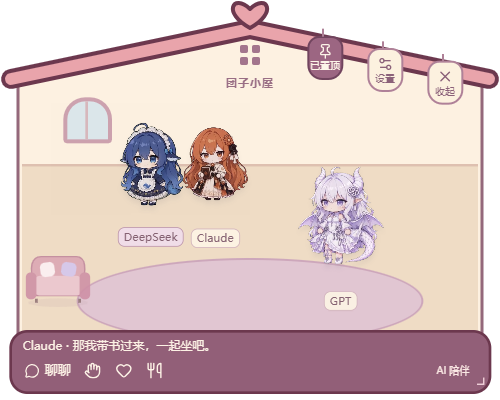 团子小屋
已置顶
设置
收起
DeepSeek
Claude
GPT
Claude · 那我带书过来，一起坐吧。
聊聊
AI 陪伴